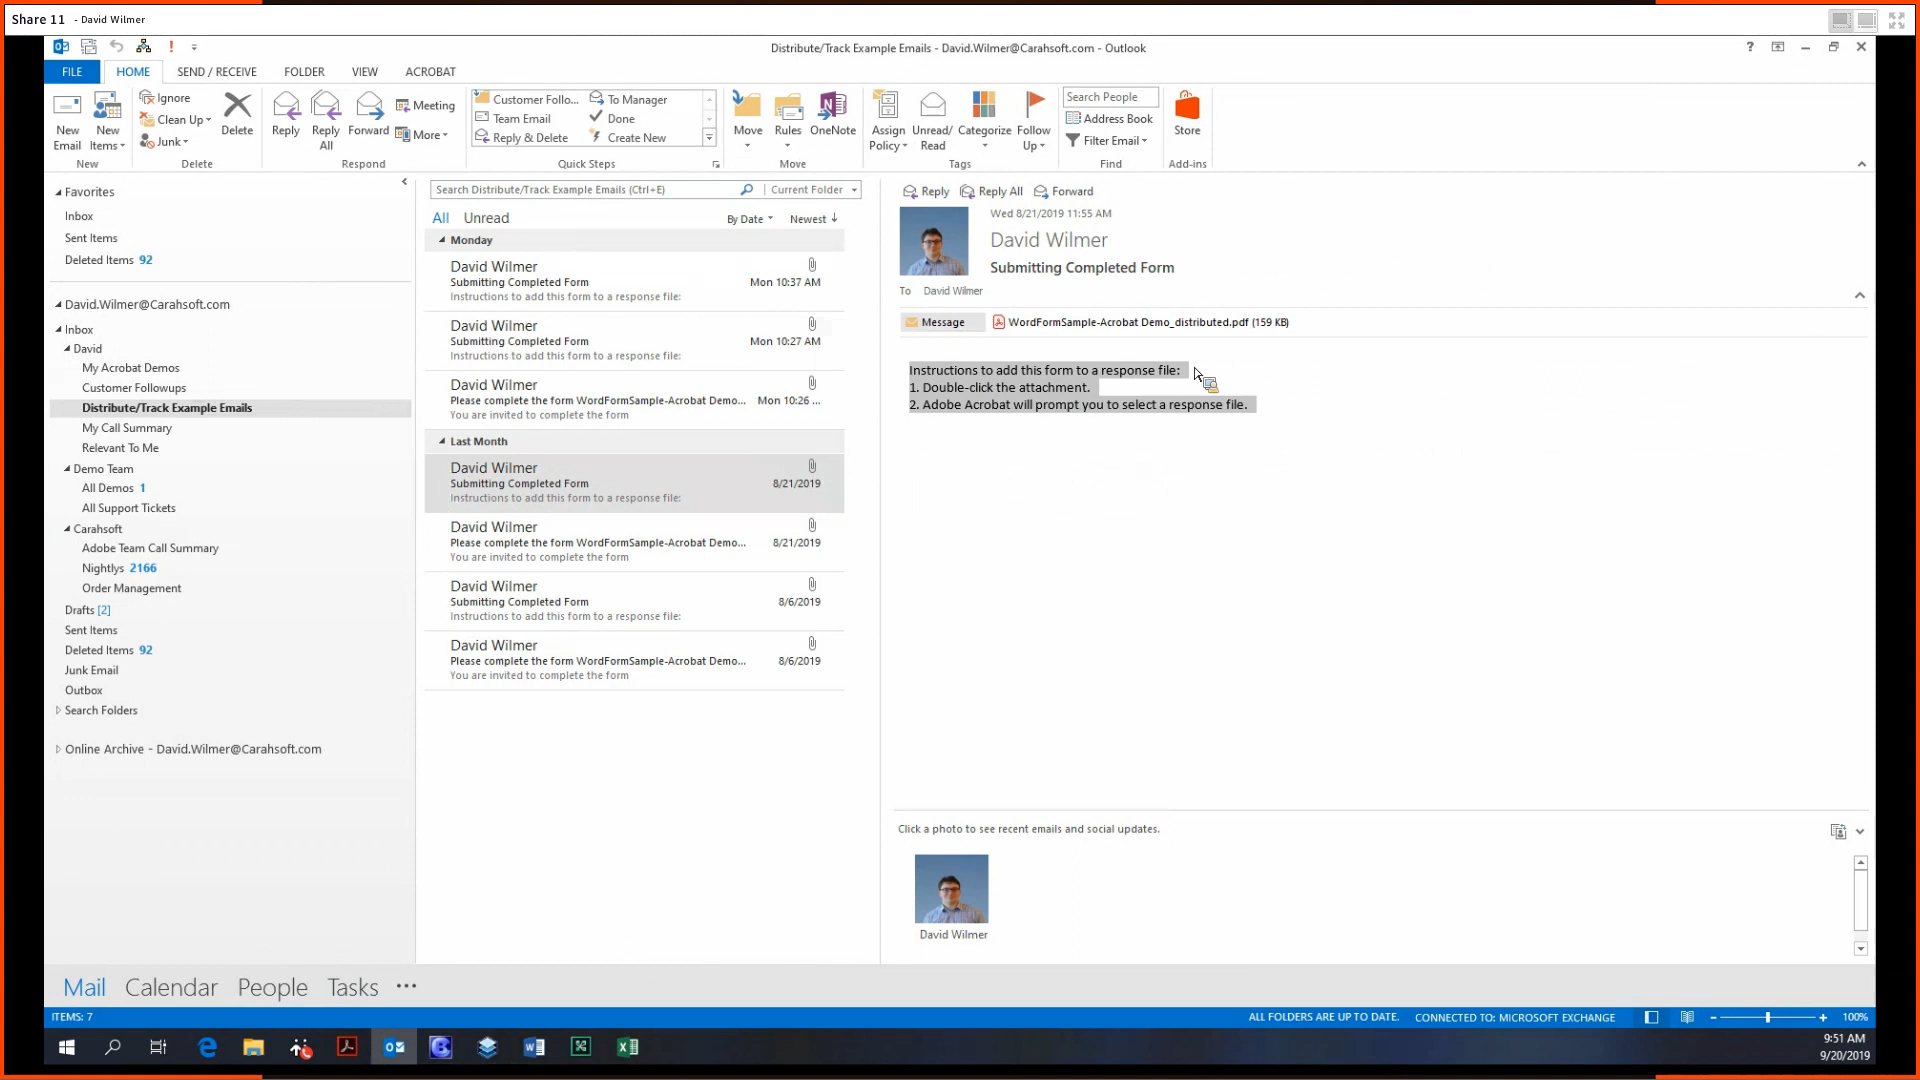 Share 11 - David Wilmer
Distribute/Track Example Emails - David.Wilmer@Carahsoft.com - Outlook
?
FILE HOME SEND / RECEIVE FOLDER VIEW ACROBAT
New Email
New Items
New
Ignore
Clean Up
Junk
Delete
Delete
Reply
Reply All
Forward
Meeting
More
Respond
Customer Follo...
Team Email
Reply & Delete
To Manager
Done
Create New
Quick Steps
Move
Rules
OneNote
Move
Assign Policy
Unread/ Read
Categorize
Follow Up
Tags
Search People
Address Book
Filter Email
Find
Store
Add-ins
Favorites
Inbox
Sent Items
Deleted Items 92
David.Wilmer@Carahsoft.com
Inbox
David
My Acrobat Demos
Customer Followups
Distribute/Track Example Emails
My Call Summary
Relevant To Me
Demo Team
All Demos 1
All Support Tickets
Carahsoft
Adobe Team Call Summary
Nightlys 2166
Order Management
Drafts [2]
Sent Items
Deleted Items 92
Junk Email
Outbox
Search Folders
Online Archive - David.Wilmer@Carahsoft.com
Search Distribute/Track Example Emails (Ctrl+E)
Current Folder
All Unread
By Date Newest
Monday
David Wilmer
Submitting Completed Form Mon 10:37 AM
Instructions to add this form to a response file:
David Wilmer
Submitting Completed Form Mon 10:27 AM
Instructions to add this form to a response file:
David Wilmer
Please complete the form WordFormSample-Acrobat Demo... Mon 10:26 ...
You are invited to complete the form
Last Month
David Wilmer
Submitting Completed Form 8/21/2019
Instructions to add this form to a response file:
David Wilmer
Please complete the form WordFormSample-Acrobat Demo... 8/21/2019
You are invited to complete the form
David Wilmer
Submitting Completed Form 8/6/2019
Instructions to add this form to a response file:
David Wilmer
Please complete the form WordFormSample-Acrobat Demo... 8/6/2019
You are invited to complete the form
Reply Reply All Forward
Wed 8/21/2019 11:55 AM
David Wilmer
Submitting Completed Form
To David Wilmer
Message WordFormSample-Acrobat Demo_distributed.pdf (159 KB)
Instructions to add this form to a response file:
1. Double-click the attachment.
2. Adobe Acrobat will prompt you to select a response file.
Click a photo to see recent emails and social updates.
David Wilmer
Mail Calendar People Tasks ...
ITEMS: 7
ALL FOLDERS ARE UP TO DATE. CONNECTED TO: MICROSOFT EXCHANGE 100%
9:51 AM
9/20/2019